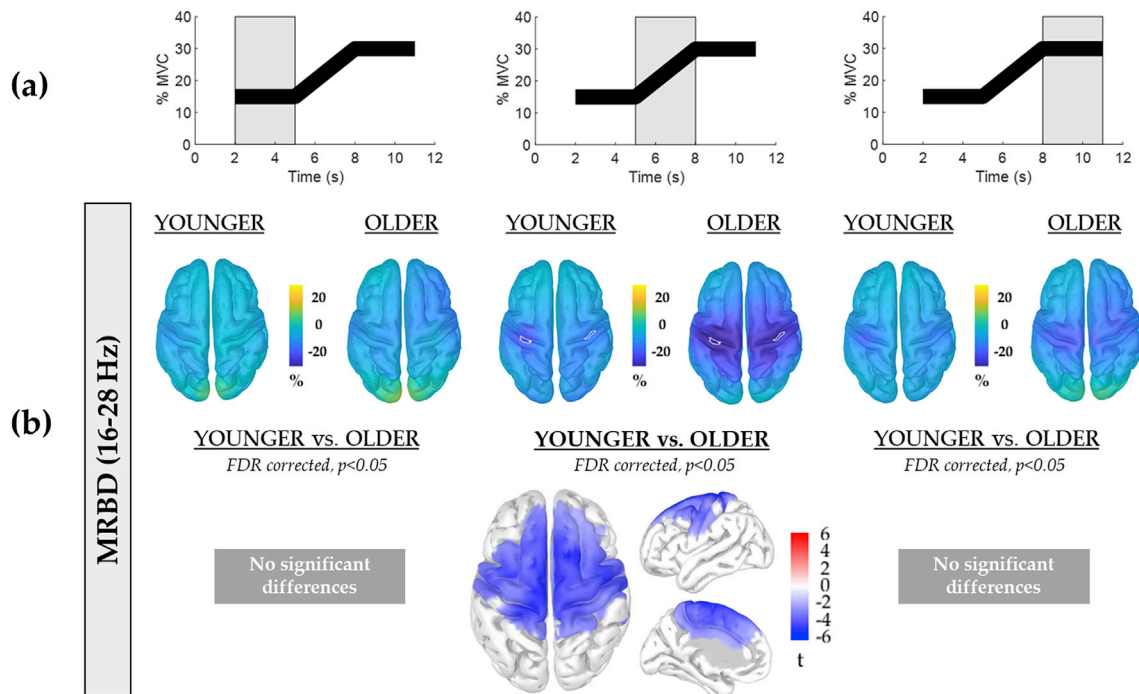 (a)
% MVC
40
30
20
10
0
0 2 4 6 8 10 12
Time (s)
% MVC
40
30
20
10
0
0 2 4 6 8 10 12
Time (s)
% MVC
40
30
20
10
0
0 2 4 6 8 10 12
Time (s)
(b)
MRBD (16-28 Hz)
YOUNGER OLDER YOUNGER OLDER YOUNGER OLDER
20
0
-20
%
20
0
-20
%
20
0
-20
%
YOUNGER vs. OLDER
FDR corrected, p<0.05
No significant
differences
YOUNGER vs. OLDER
FDR corrected, p<0.05
6
4
2
0
-2
-4
-6
t
YOUNGER vs. OLDER
FDR corrected, p<0.05
No significant
differences